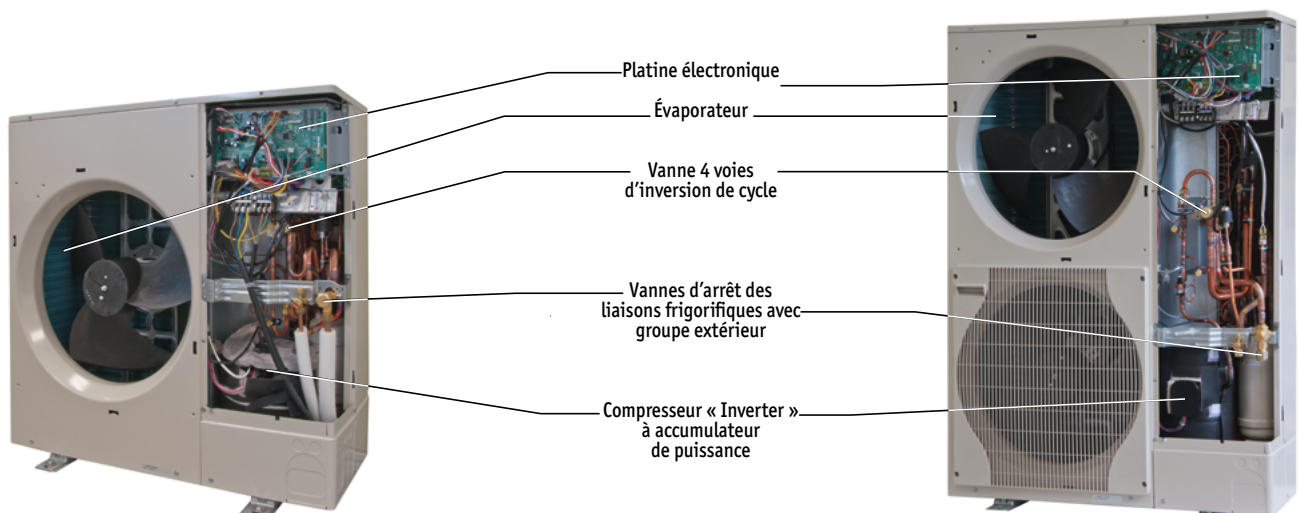 Platine électronique
Évaporateur
Vanne 4 voies
d’inversion de cycle
Vannes d’arrêt des
liaisons frigorifiques avec
groupe extérieur
Compresseur « Inverter »
à accumulateur
de puissance